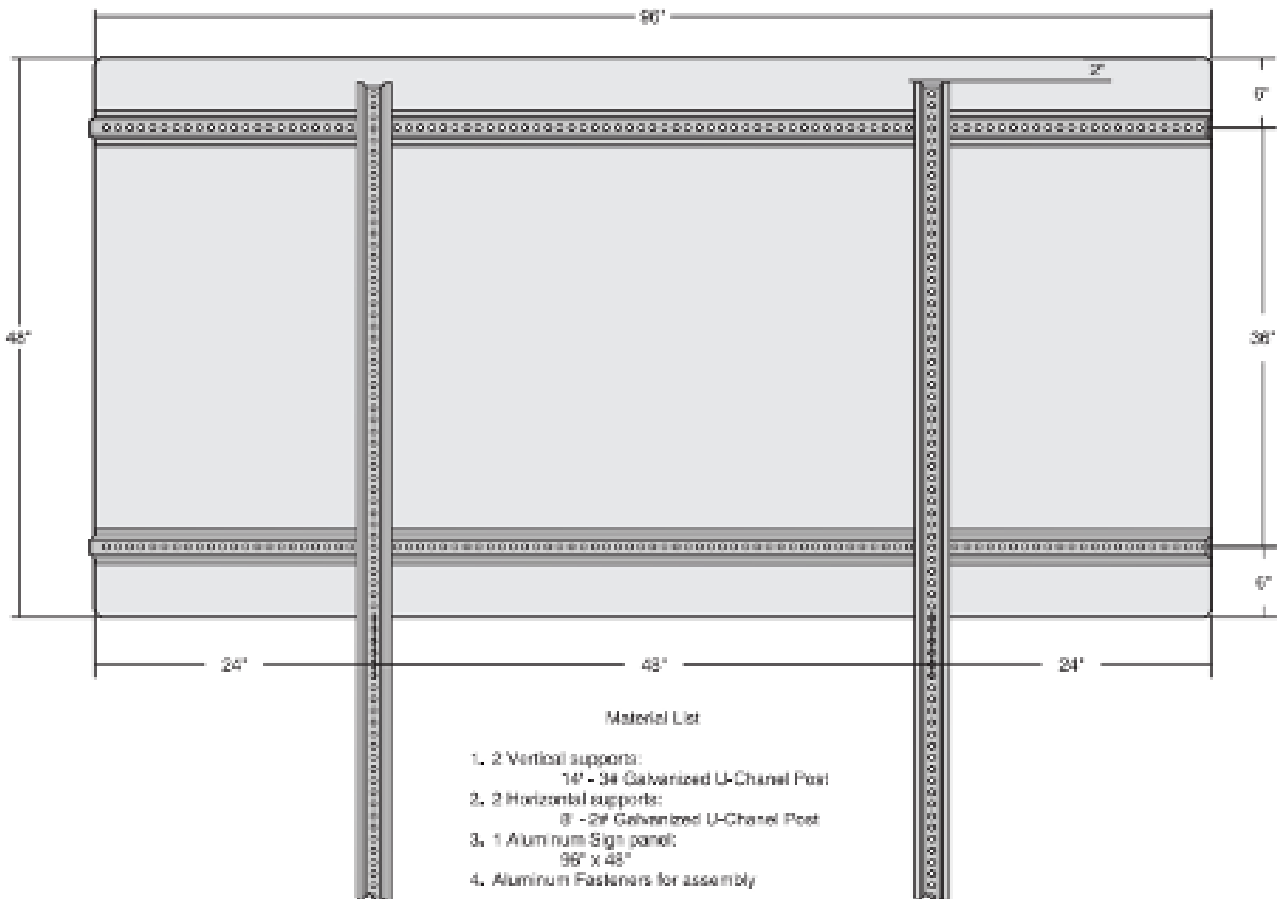 96"
2"
6"
48"
36"
6"
24"
48"
24"
Material List
1. 2 Vertical supports:
14' - 3# Galvanized U-Chanel Post
2. 2 Horizontal supports:
8' - 2# Galvanized U-Chanel Post
3. 1 Aluminum Sign panel:
96" x 48"
4. Aluminum Fasteners for assembly